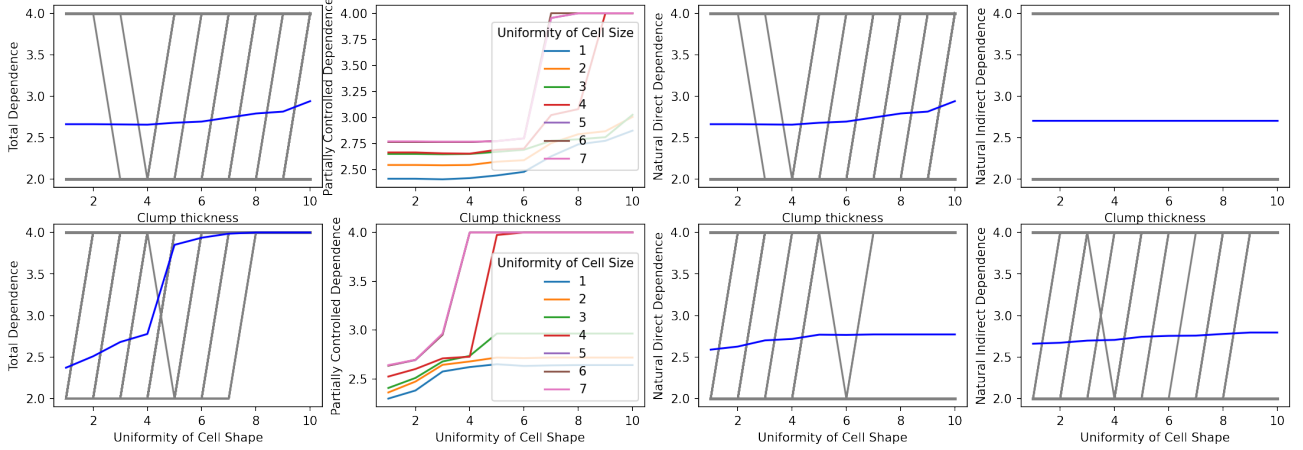 Total Dependence
4.0
3.5
3.0
2.5
2.0
2 4 6 8 10
Clump thickness
Partially Controlled Dependence
4.00
3.75
3.50
3.25
3.00
2.75
2.50
Uniformity of Cell Size
1
2
3
4
5
6
7
2 4 6 8 10
Clump thickness
Natural Direct Dependence
4.0
3.5
3.0
2.5
2.0
2 4 6 8 10
Clump thickness
Natural Indirect Dependence
4.0
3.5
3.0
2.5
2.0
2 4 6 8 10
Clump thickness
Total Dependence
4.0
3.5
3.0
2.5
2.0
2 4 6 8 10
Uniformity of Cell Shape
Partially Controlled Dependence
4.0
3.5
3.0
2.5
Uniformity of Cell Size
1
2
3
4
5
6
7
2 4 6 8 10
Uniformity of Cell Shape
Natural Direct Dependence
4.0
3.5
3.0
2.5
2.0
2 4 6 8 10
Uniformity of Cell Shape
Natural Indirect Dependence
4.0
3.5
3.0
2.5
2.0
2 4 6 8 10
Uniformity of Cell Shape